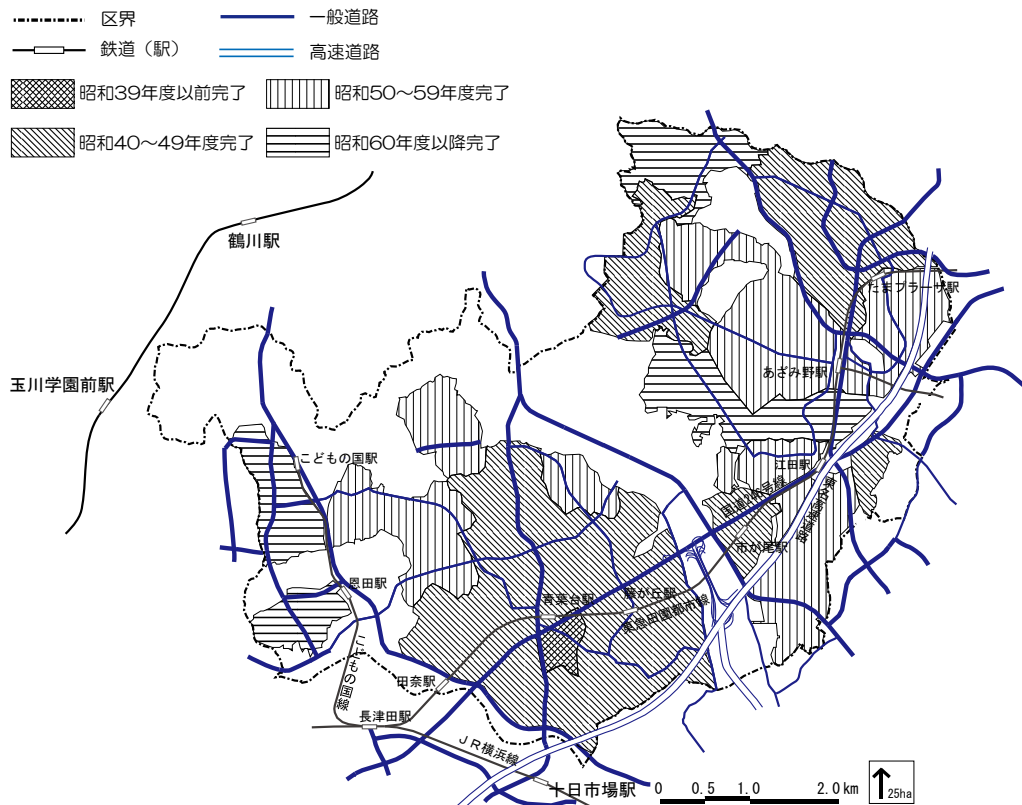 区界
一般道路
鉄道（駅）
高速道路
昭和39年度以前完了
昭和50～59年度完了
昭和40～49年度完了
昭和60年度以降完了
鶴川駅
たまプラーザ駅
玉川学園前駅
あざみ野駅
こどもの国駅
江田駅
国道246号線
東名高速道路
市が尾駅
恩田駅
青葉台駅
藤が丘駅
東急田園都市線
こどもの国線
田奈駅
長津田駅
JR横浜線
十日市場駅
0 0.5 1.0 2.0km
25ha